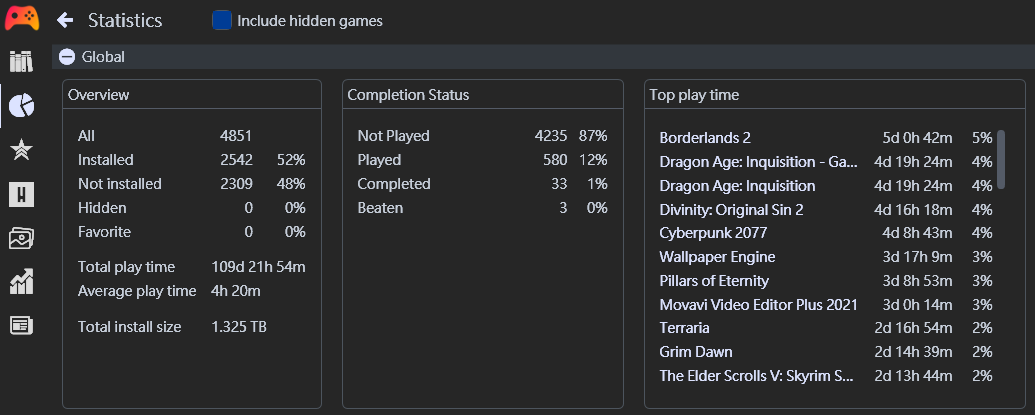 Statistics
Include hidden games
Global
Overview
All 4851
Installed 2542 52%
Not installed 2309 48%
Hidden 0 0%
Favorite 0 0%
Total play time 109d 21h 54m
Average play time 4h 20m
Total install size 1.325 TB
Completion Status
Not Played 4235 87%
Played 580 12%
Completed 33 1%
Beaten 3 0%
Top play time
Borderlands 2 5d 0h 42m 5%
Dragon Age: Inquisition - Ga... 4d 19h 24m 4%
Dragon Age: Inquisition 4d 19h 24m 4%
Divinity: Original Sin 2 4d 16h 18m 4%
Cyberpunk 2077 4d 8h 43m 4%
Wallpaper Engine 3d 17h 9m 3%
Pillars of Eternity 3d 8h 53m 3%
Movavi Video Editor Plus 2021 3d 0h 14m 3%
Terraria 2d 16h 54m 2%
Grim Dawn 2d 14h 39m 2%
The Elder Scrolls V: Skyrim S... 2d 13h 44m 2%